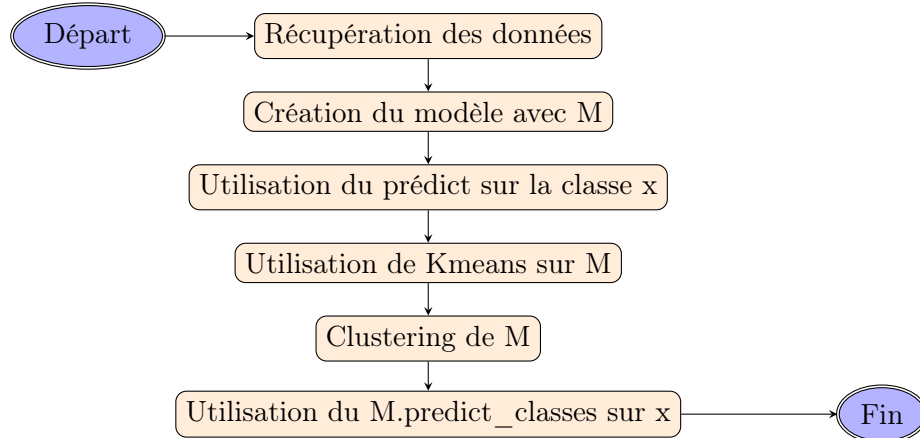 Départ
Récupération des données
Création du modèle avec M
Utilisation du prédict sur la classe x
Utilisation de Kmeans sur M
Clustering de M
Utilisation du M.predict_classes sur x
Fin